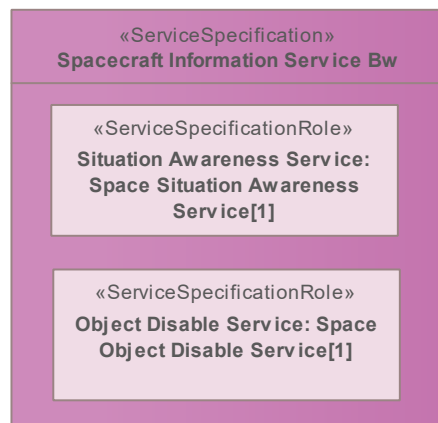 «ServiceSpecification»
Spacecraft Information Service Bw
«ServiceSpecificationRole»
Situation Awareness Service:
Space Situation Awareness
Service[1]
«ServiceSpecificationRole»
Object Disable Service: Space
Object Disable Service[1]